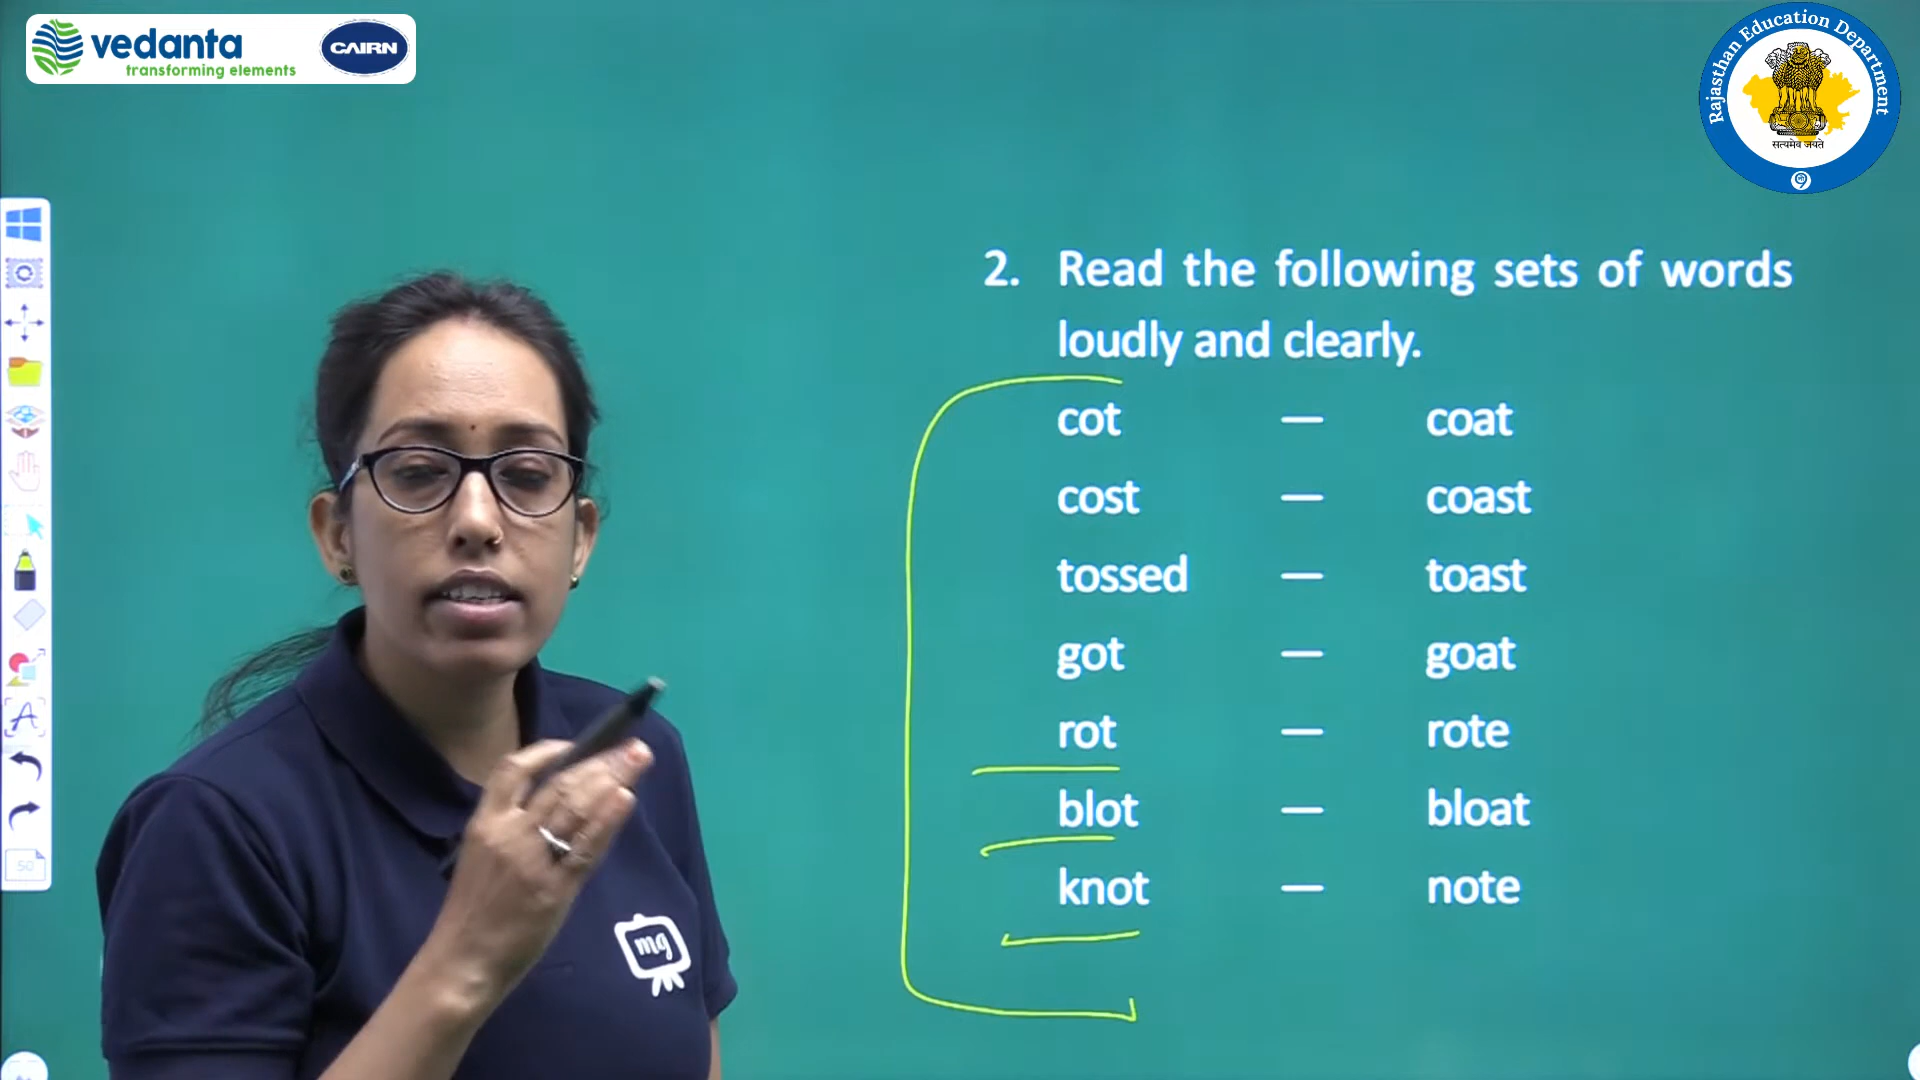 vedanta
transforming elements
CAIRN
Rajasthan Education Department
सत्यमेव जयते
2. Read the following sets of words
loudly and clearly.
cot — coat
cost — coast
tossed — toast
got — goat
rot — rote
blot — bloat
knot — note
mg
A
50